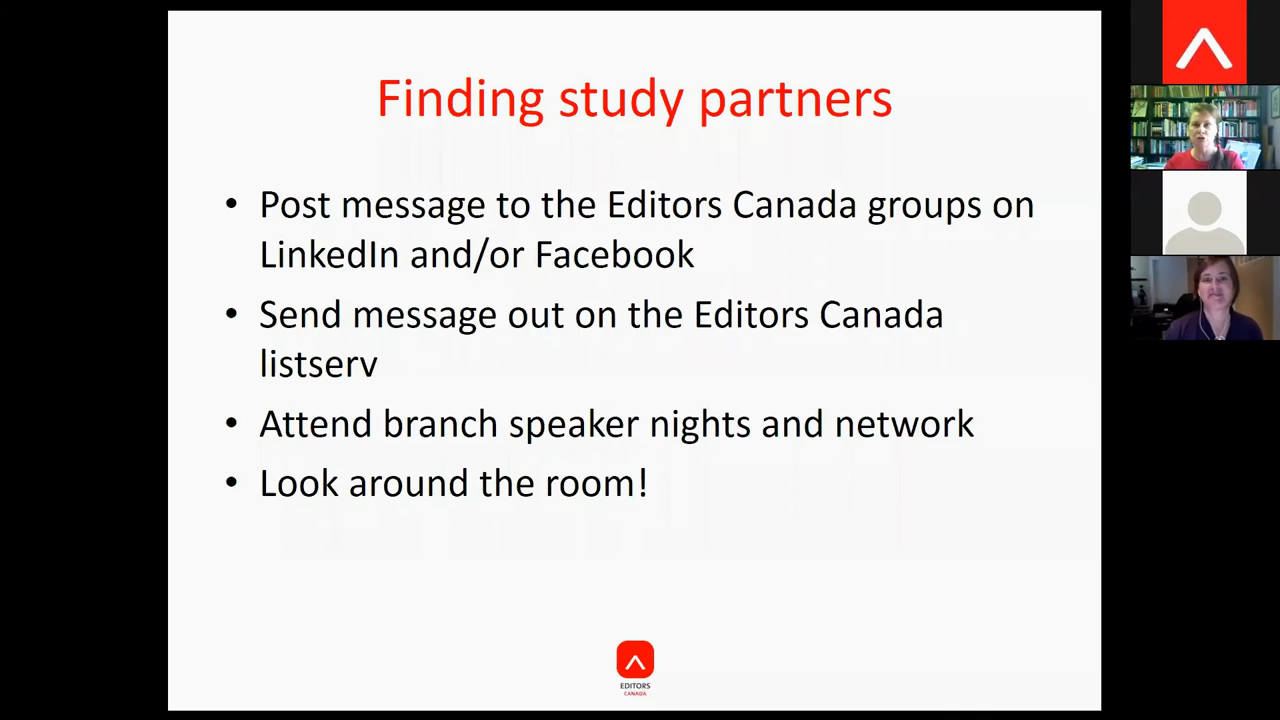 Finding study partners
• Post message to the Editors Canada groups on
LinkedIn and/or Facebook
• Send message out on the Editors Canada
listserv
• Attend branch speaker nights and network
• Look around the room!
EDITORS
CANADA